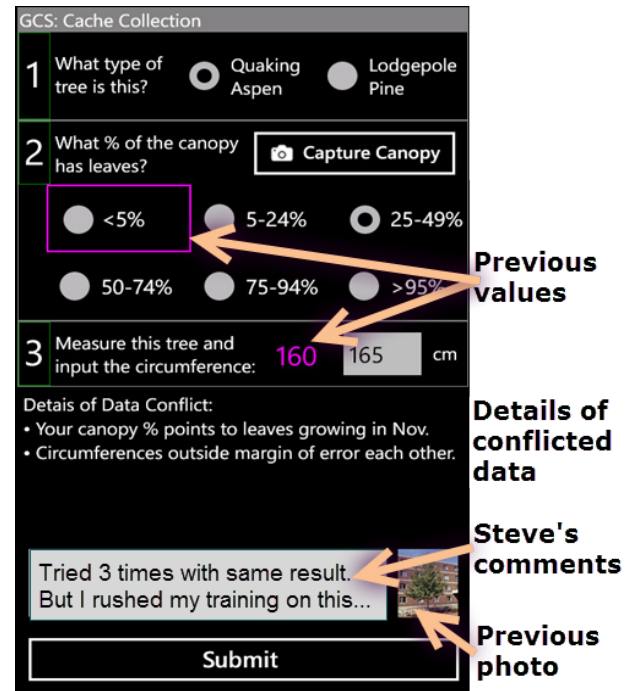 GCS: Cache Collection
1 What type of tree is this? Quaking Aspen Lodgepole Pine
2 What % of the canopy has leaves? Capture Canopy
<5% 5-24% 25-49%
50-74% 75-94% >95%
Previous values
3 Measure this tree and input the circumference: 160 165 cm
Detais of Data Conflict:
• Your canopy % points to leaves growing in Nov.
• Circumferences outside margin of error each other.
Details of conflicted data
Tried 3 times with same result.
But I rushed my training on this...
Steve's comments
Previous photo
Submit